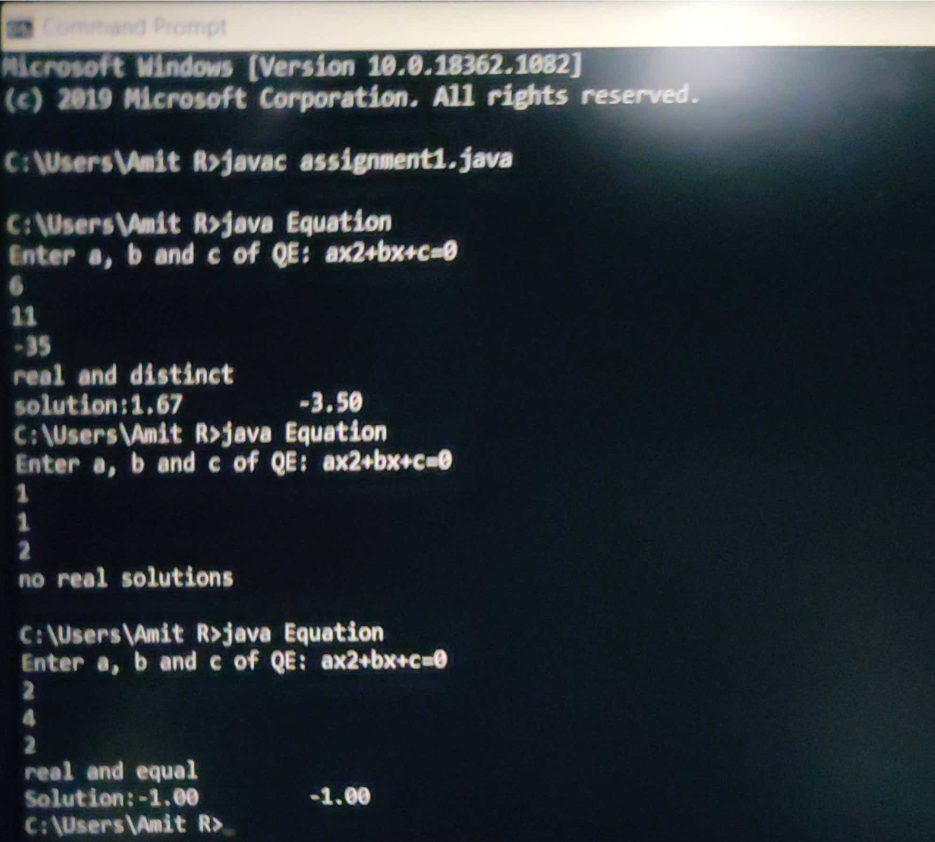 Command Prompt
Microsoft Windows [Version 10.0.18362.1082]
(c) 2019 Microsoft Corporation. All rights reserved.
C:\Users\Amit R>javac assignment1.java
C:\Users\Amit R>java Equation
Enter a, b and c of QE: ax2+bx+c=0
6
11
-35
real and distinct
solution:1.67 -3.50
C:\Users\Amit R>java Equation
Enter a, b and c of QE: ax2+bx+c=0
1
1
2
no real solutions
C:\Users\Amit R>java Equation
Enter a, b and c of QE: ax2+bx+c=0
2
4
2
real and equal
Solution:-1.00 -1.00
C:\Users\Amit R>_